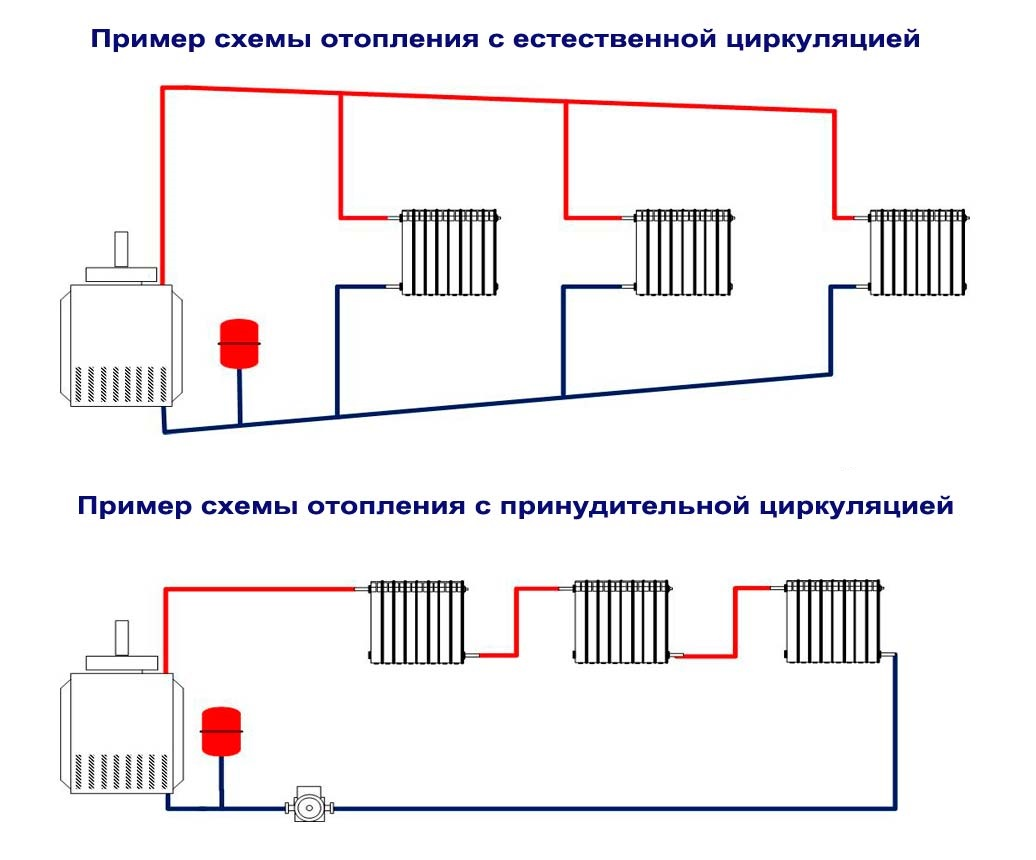 Пример схемы отопления с естественной циркуляцией
Пример схемы отопления с принудительной циркуляцией